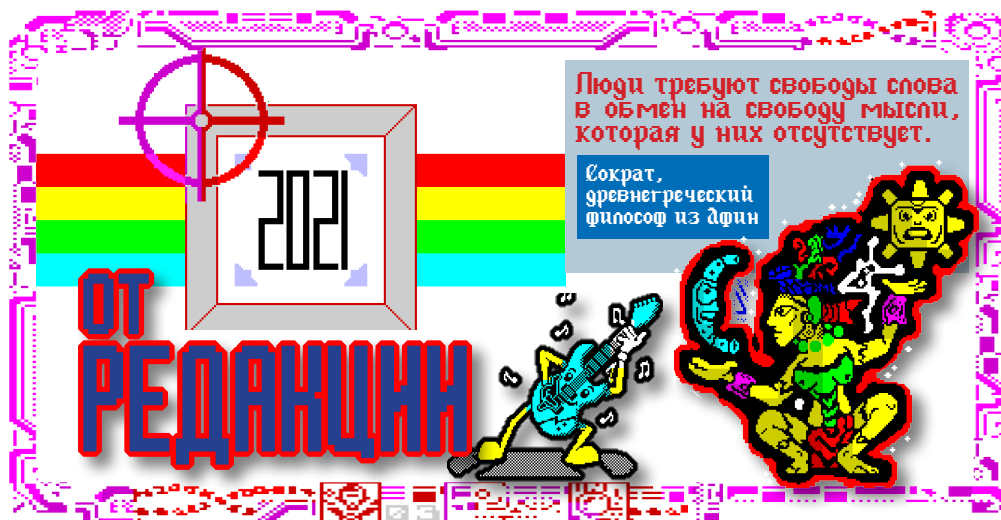 Люди требуют свободы слова
в обмен на свободу мысли,
которая у них отсутствует.
Сократ,
древнегреческий
философ из Афин
2021
ОТ
РЕДАКЦИИ
03